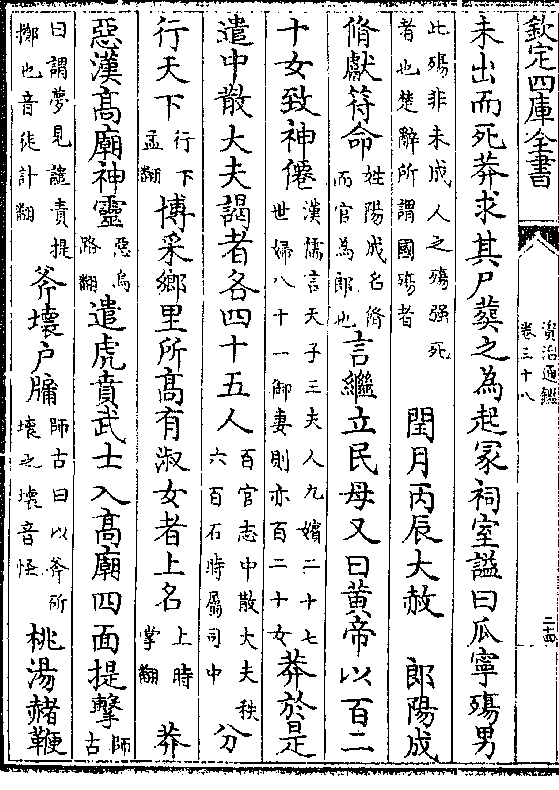 欽定四庫全書
資治通鑑
卷三十八
二十四
未出而死莽求其尸葬之為起冢祠室諡曰瓜寧殤男
此殤非未成人之殤强死
者也楚辭所謂國殤者
閏月丙辰大赦　郎陽成
脩獻符命
姓陽成名脩
而官為郎也
言繼立民母又曰黃帝以百二
十女致神僊
漢儒言天子三夫人九嬪二十七
世婦八十一御妻則亦百二十女
莽於是
遣中散大夫謁者各四十五人
百官志中散大夫秩
六百石時屬司中
分
行天下
行下
孟翻
博采鄉里所高有淑女者上名
上時
掌翻
莽
惡漢高廟神靈
惡烏
路翻
遣虎賁武士入高廟四面提擊
師
古
曰謂夢見譴責提
擲也音徒計翻
斧壞户牖
師古曰以斧所
壞之壞音怪
桃湯赭鞭